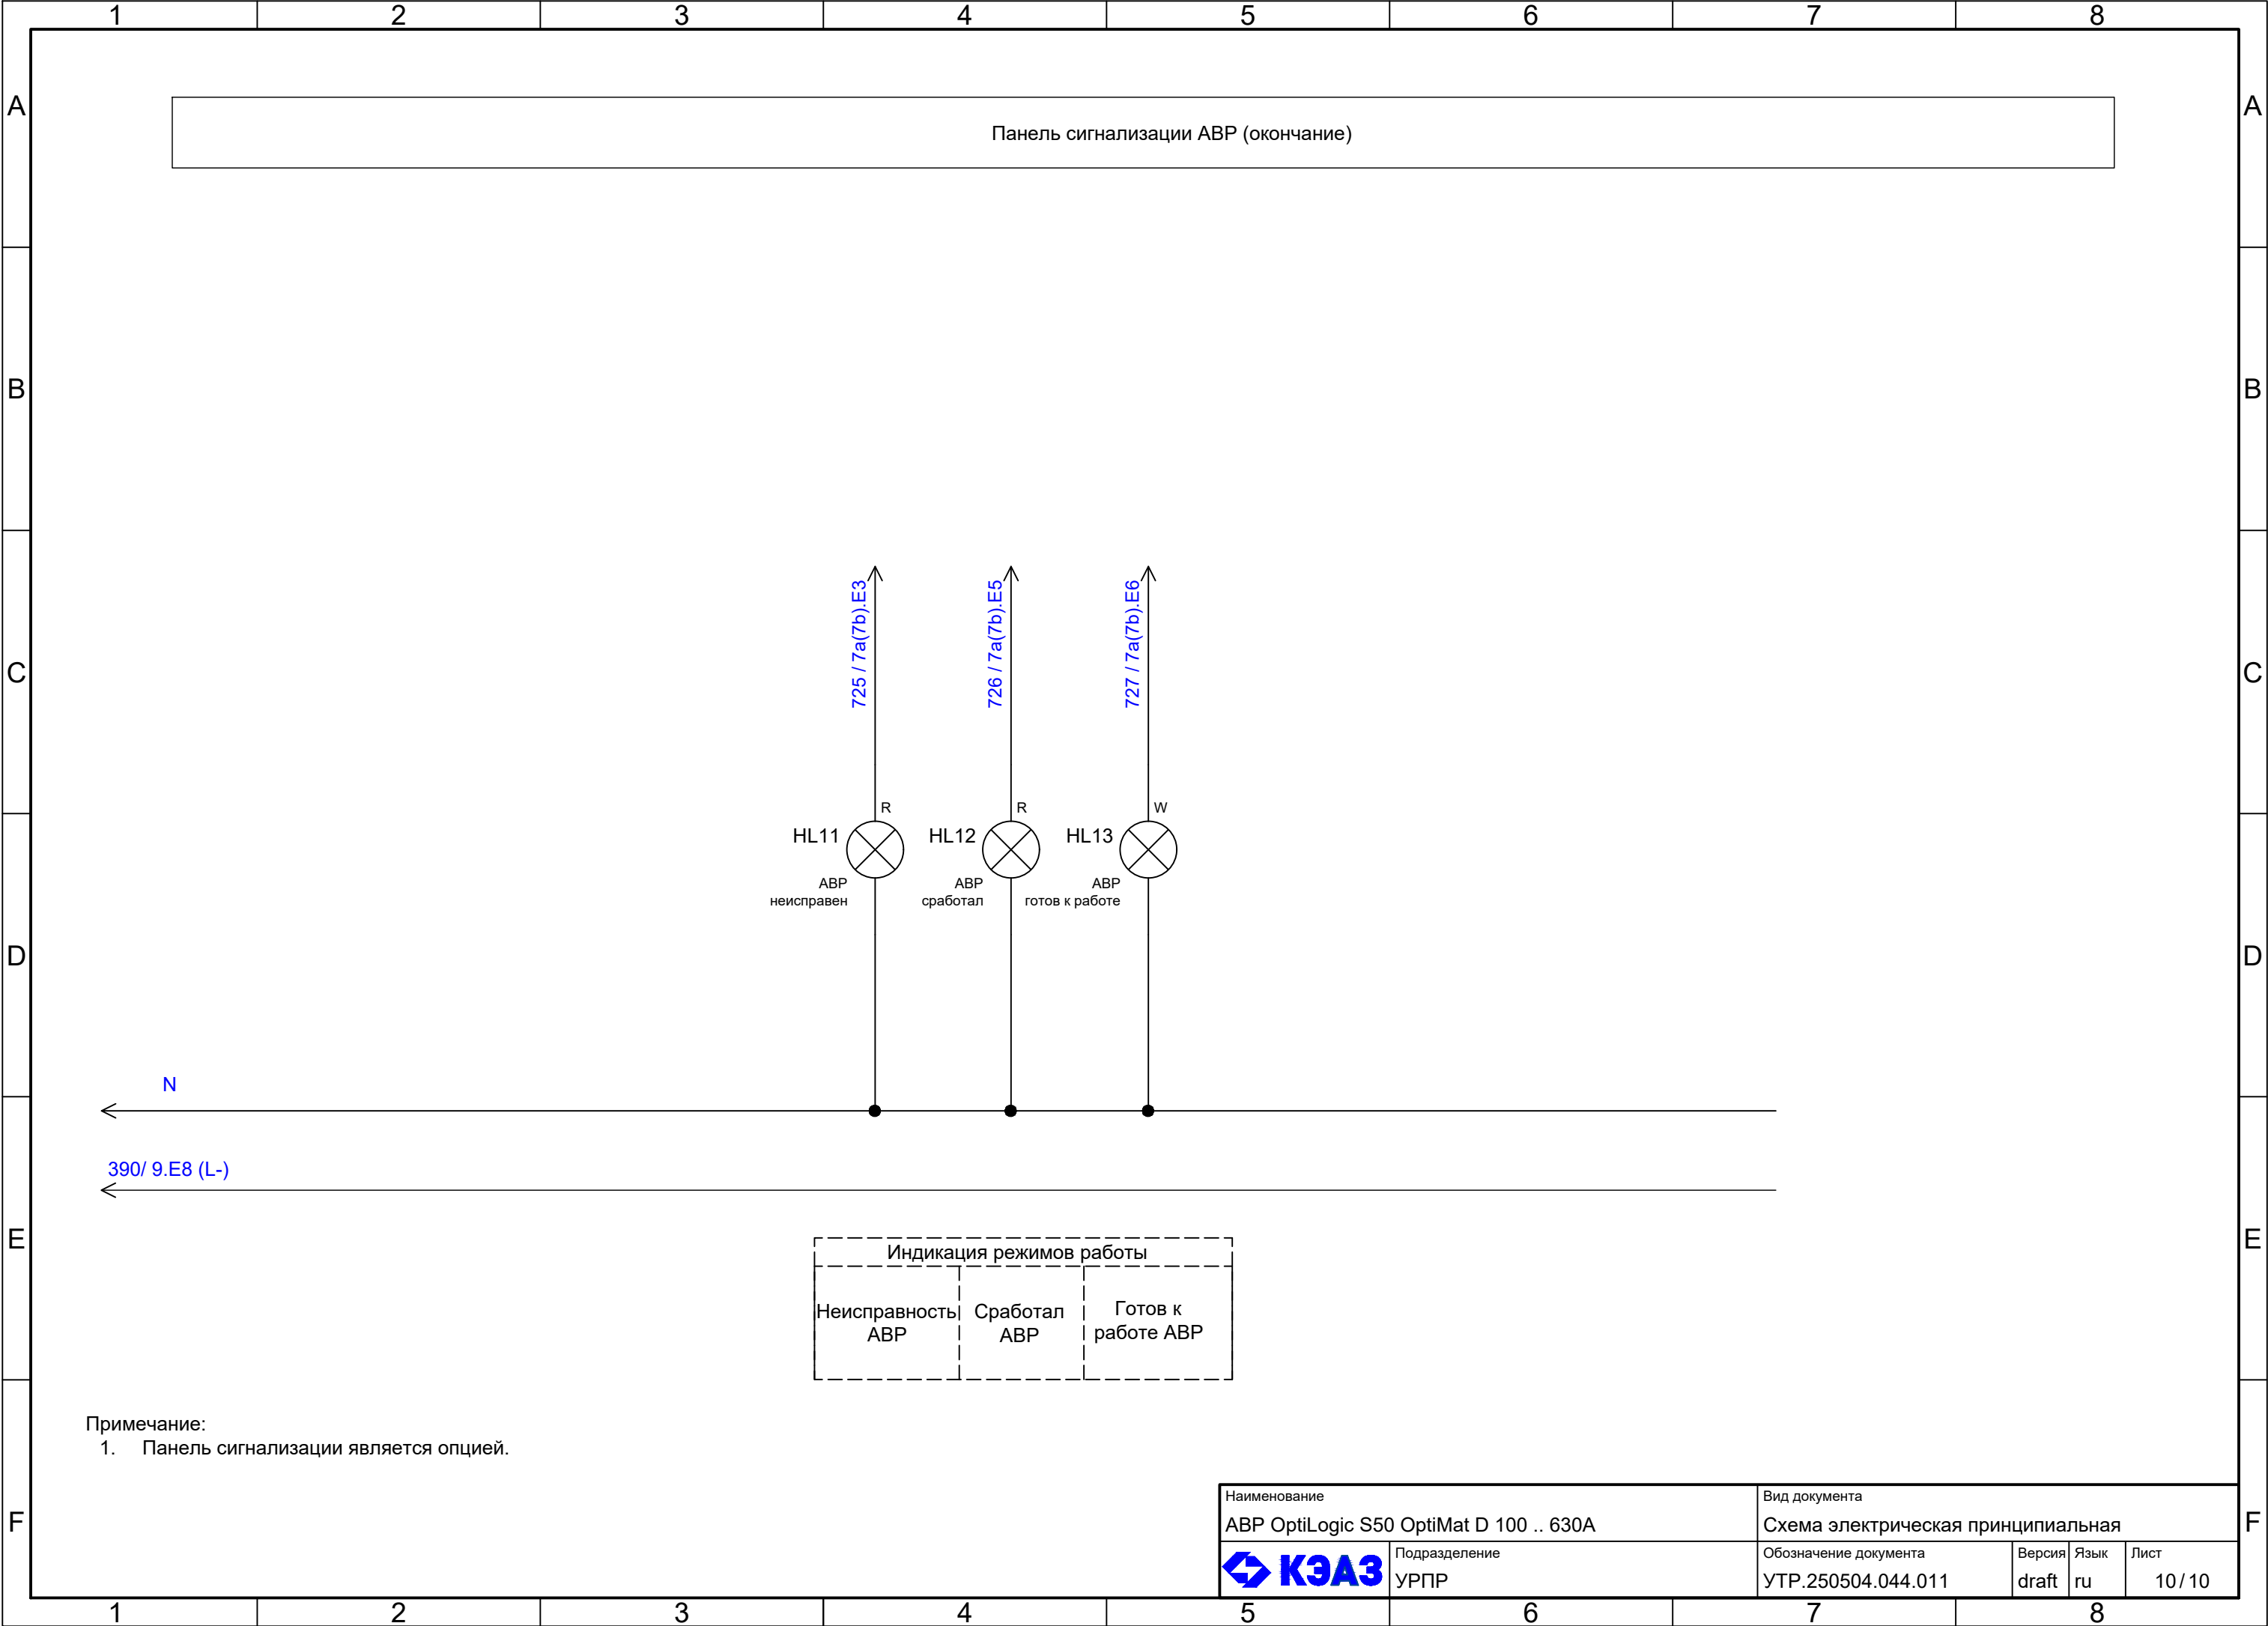 1 2 3 4 5 6 7 8
A A
Панель сигнализации АВР (окончание)
B B
725 / 7a(7b).E3
726 / 7a(7b).E5
727 / 7a(7b).E6
C C
R R W
HL11 HL12 HL13
АВР АВР АВР
неисправен сработал готов к работе
D D
N
390/ 9.E8 (L-)
E E
Индикация режимов работы
Неисправность Сработал Готов к
АВР АВР работе АВР
Примечание:
1. Панель сигнализации является опцией.
F F
Наименование Вид документа
АВР OptiLogic S50 OptiMat D 100 .. 630А Схема электрическая принципиальная
Подразделение Обозначение документа Версия Язык Лист
КЭАЗ УРПР УТР.250504.044.011 draft ru 10 / 10
1 2 3 4 5 6 7 8